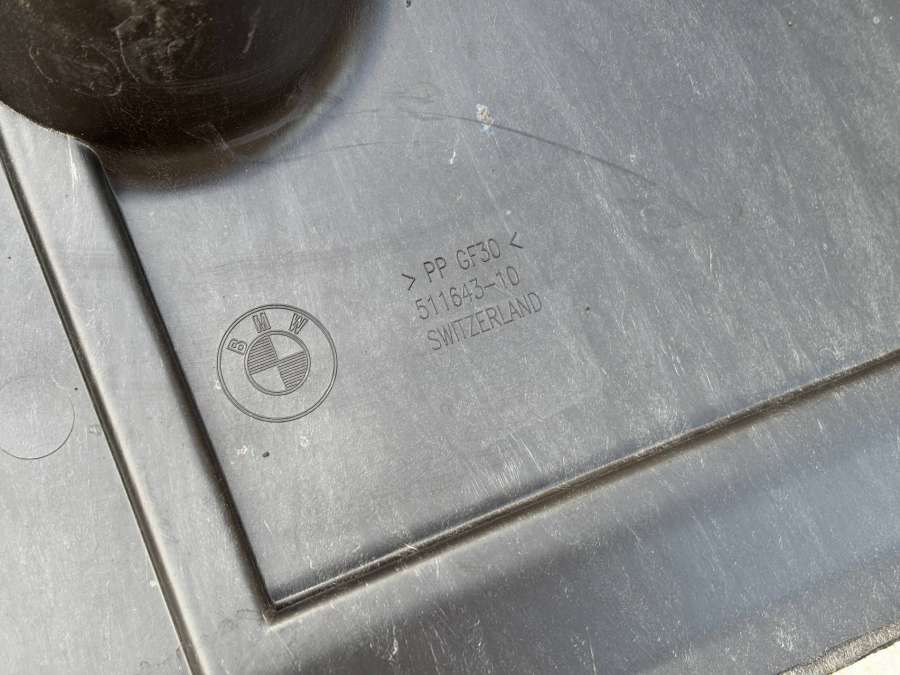 > PP GF30 <
511643-10
SWITZERLAND
BMW